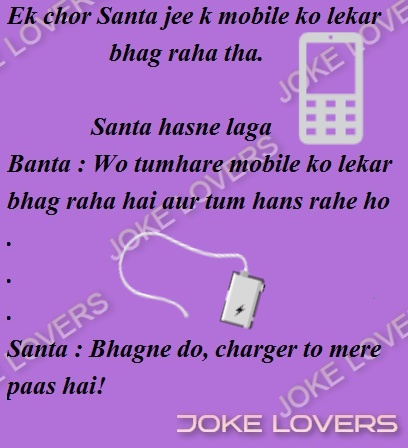 Ek chor Santa jee k mobile ko lekar
bhag raha tha.
Santa hasne laga
Banta : Wo tumhare mobile ko lekar
bhag raha hai aur tum hans rahe ho
.
.
.
Santa : Bhagne do, charger to mere
paas hai!
JOKE LOVERS